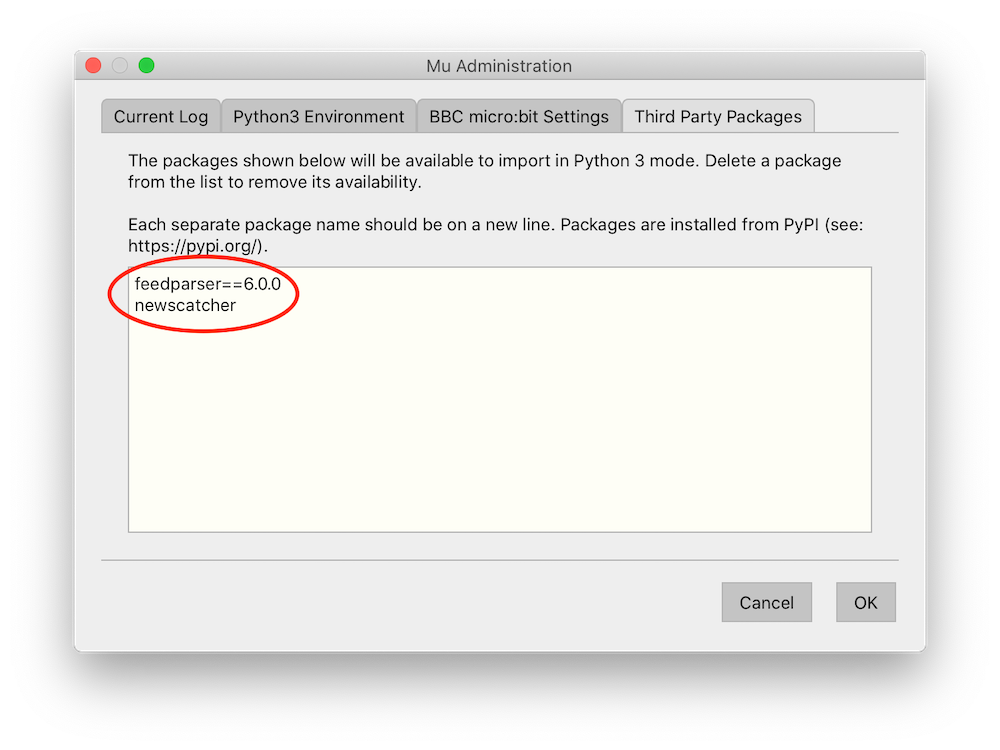 Mu Administration
Current Log
Python3 Environment
BBC micro:bit Settings
Third Party Packages
The packages shown below will be available to import in Python 3 mode. Delete a package
from the list to remove its availability.
Each separate package name should be on a new line. Packages are installed from PyPI (see:
https://pypi.org/).
feedparser==6.0.0
newscatcher
Cancel
OK